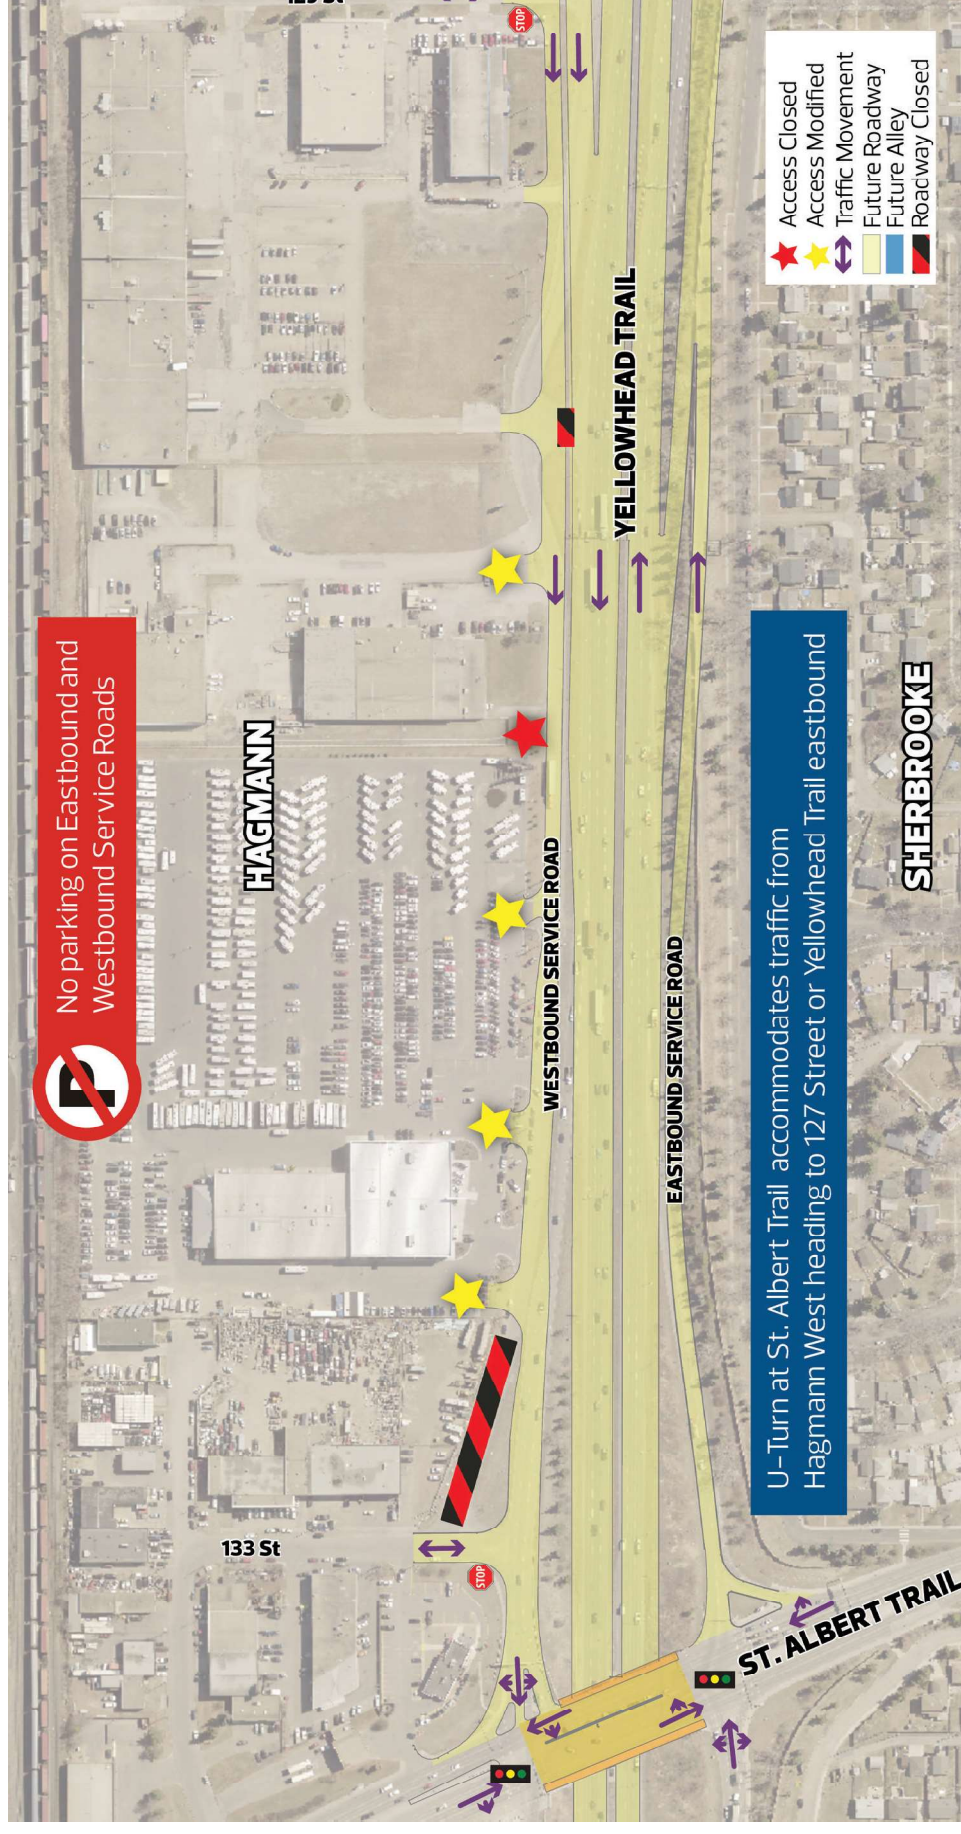 No parking on Eastbound and
Westbound Service Roads
P
HAGMANN
133 St
STOP
STOP
WESTBOUND SERVICE ROAD
YELLOWHEAD TRAIL
EASTBOUND SERVICE ROAD
ST. ALBERT TRAIL
U-Turn at St. Albert Trail accommodates traffic from
Hagmann West heading to 127 Street or Yellowhead Trail eastbound
SHERBROOKE
Access Closed
Access Modified
Traffic Movement
Future Roadway
Future Alley
Roadway Closed